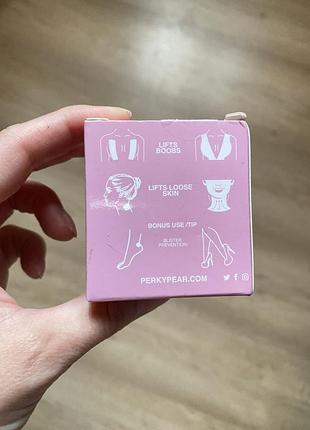 LIFTS
BOOBS
LIFTS LOOSE
SKIN
BONUS USE /TIP
BLISTER
PREVENTION!
PERKYPEAR.COM